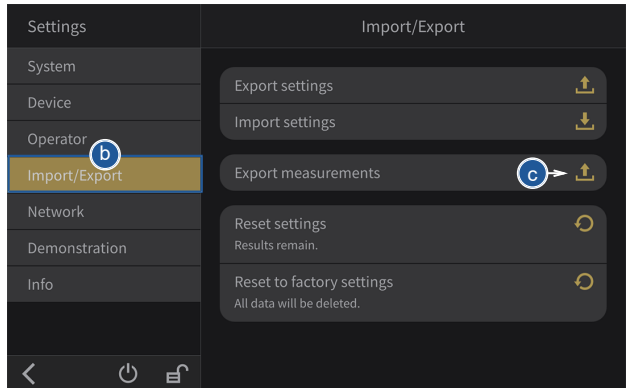 Settings
Import/Export
System
Device
Operator
b
Import/Export
Network
Demonstration
Info
Export settings
Import settings
Export measurements
c
Reset settings
Results remain.
Reset to factory settings
All data will be deleted.